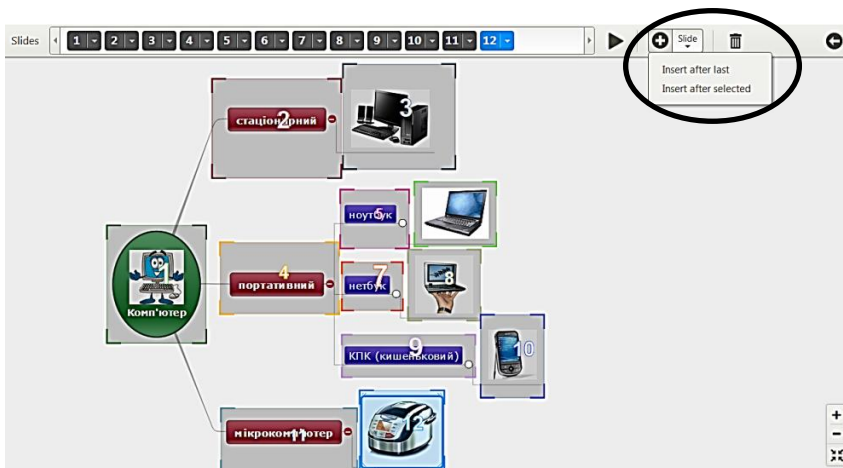 Slides 1 2 3 4 5 6 7 8 9 10 11 12 Slide
Insert after last
Insert after selected
стаціонарний 2
3
ноутбук 5
1
Комп'ютер
4
портативний
нетбук 7
8
КПК (кишеньковий) 9
10
мікрокомп'ютер 11
12